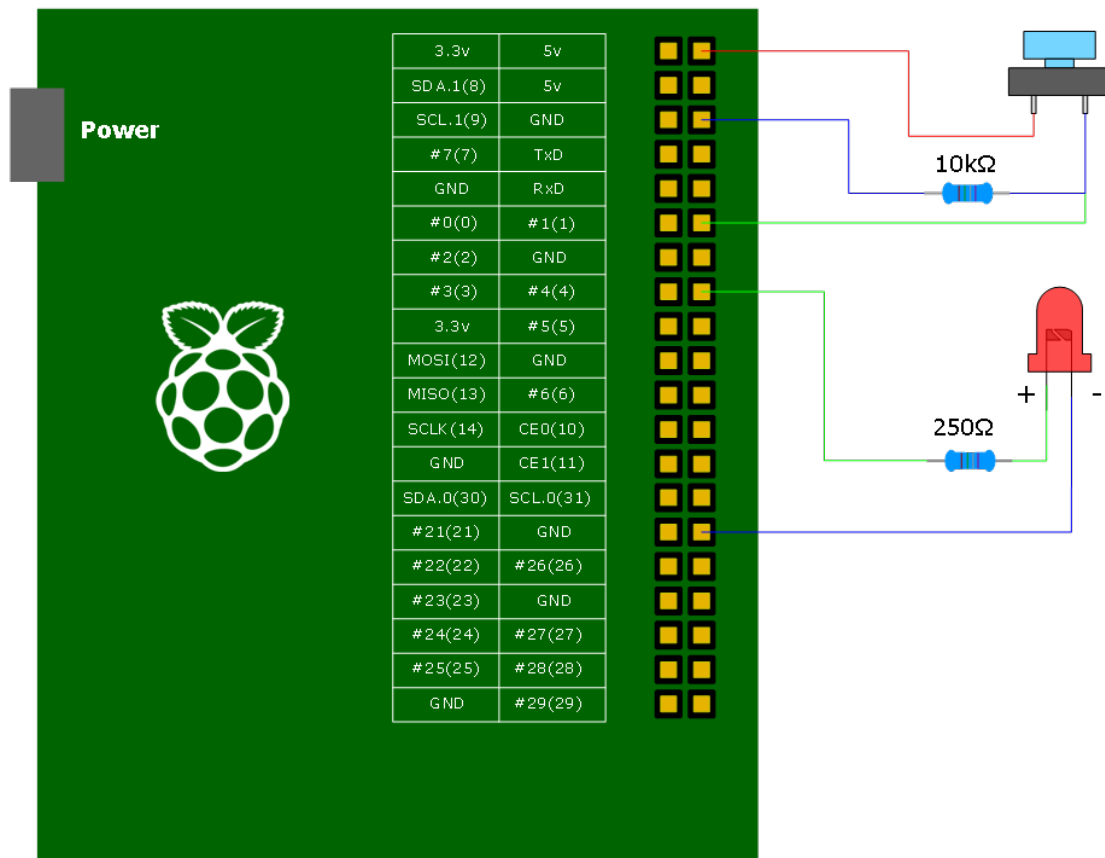 3.3v 5v
SDA.1(8) 5v
Power
SCL.1(9) GND
#7(7) TxD
GND RxD
10kΩ
#0(0) #1(1)
#2(2) GND
#3(3) #4(4)
3.3v #5(5)
MOSI(12) GND
MISO(13) #6(6)
+ -
SCLK(14) CE0(10)
250Ω
GND CE1(11)
SDA.0(30) SCL.0(31)
#21(21) GND
#22(22) #26(26)
#23(23) GND
#24(24) #27(27)
#25(25) #28(28)
GND #29(29)